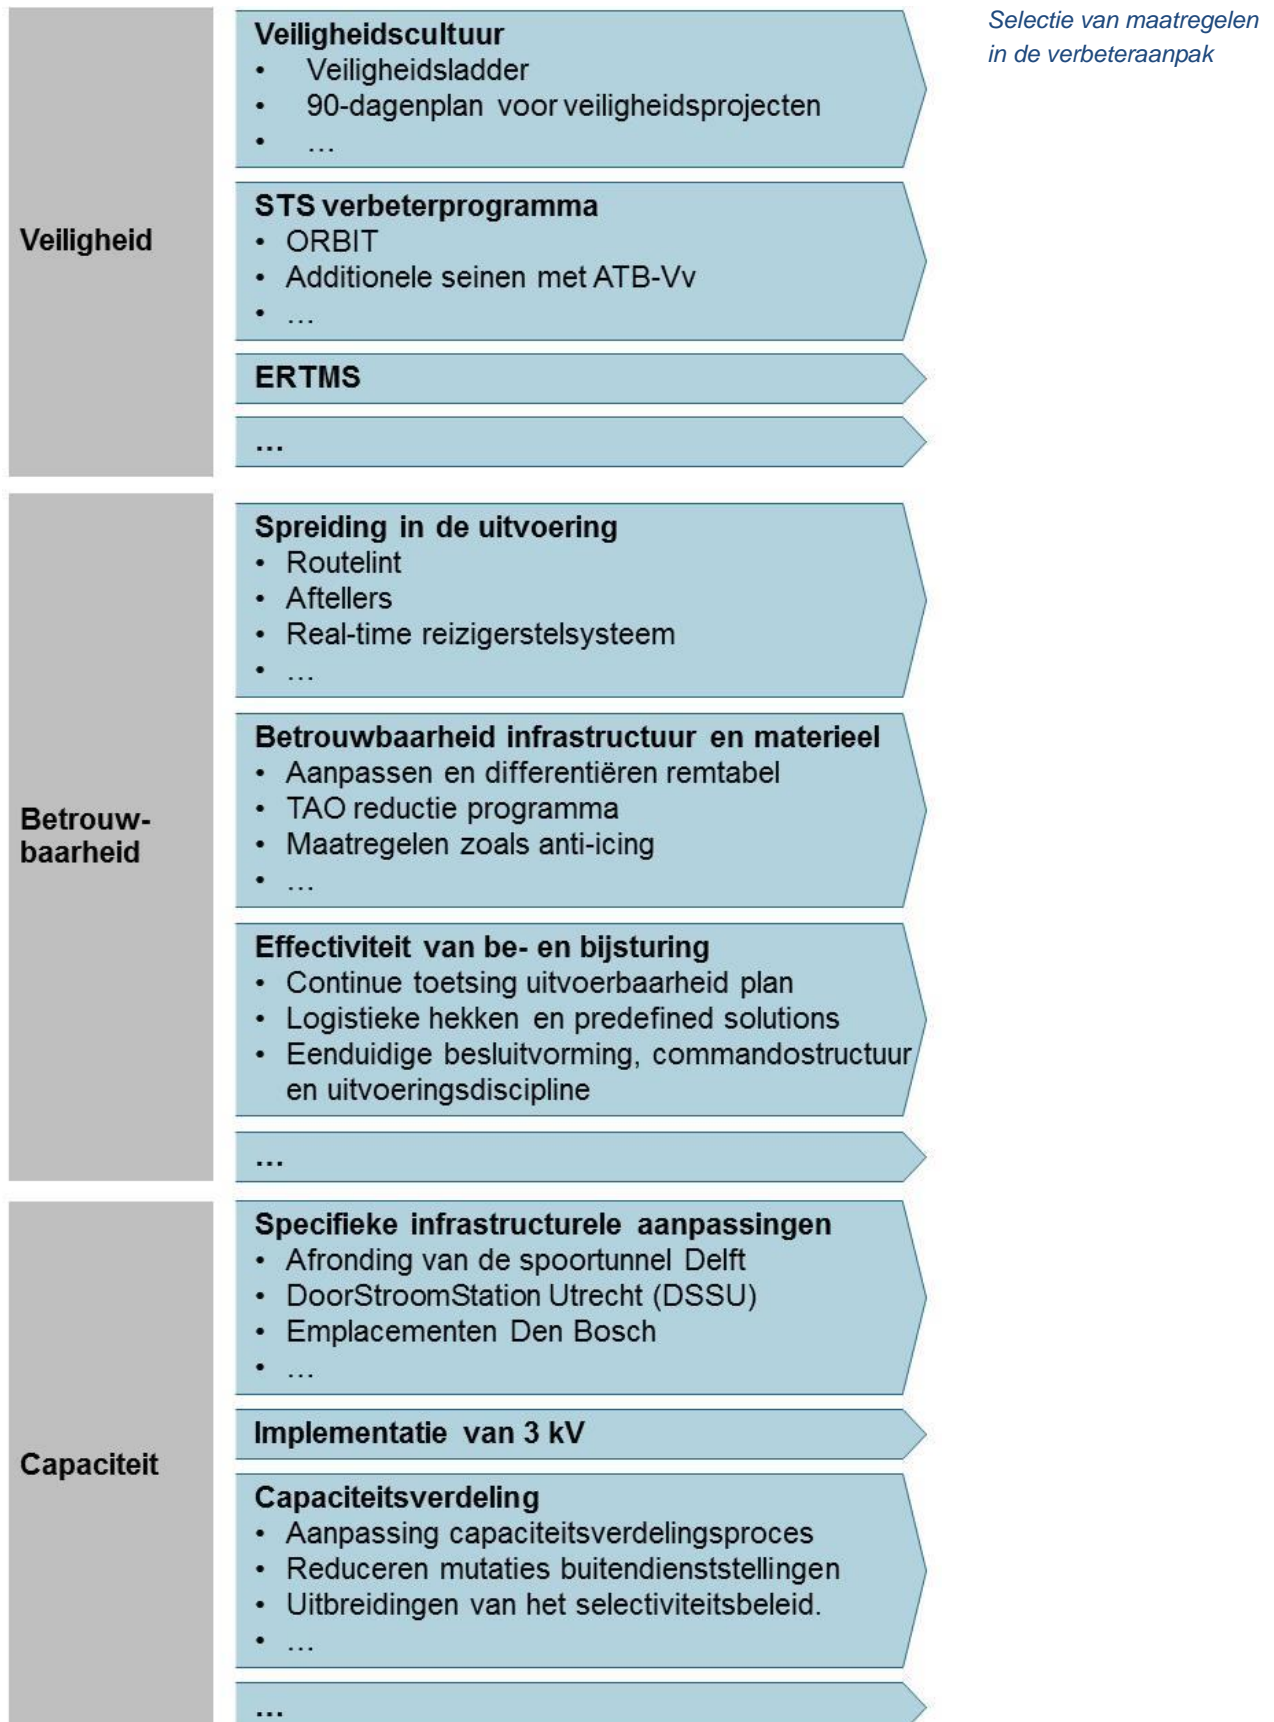 Selectie van maatregelen
in de verbeteraanpak
Veiligheid
Veiligheidscultuur
• Veiligheidsladder
• 90-dagenplan voor veiligheidsprojecten
• …
STS verbeterprogramma
• ORBIT
• Additionele seinen met ATB-Vv
• …
ERTMS
…
Betrouw-
baarheid
Spreiding in de uitvoering
• Routelint
• Aftellers
• Real-time reizigerstelsysteem
• …
Betrouwbaarheid infrastructuur en materieel
• Aanpassen en differentiëren remtabel
• TAO reductie programma
• Maatregelen zoals anti-icing
• …
Effectiviteit van be- en bijsturing
• Continue toetsing uitvoerbaarheid plan
• Logistieke hekken en predefined solutions
• Eenduidige besluitvorming, commandostructuur
en uitvoeringsdiscipline
…
Capaciteit
Specifieke infrastructurele aanpassingen
• Afronding van de spoortunnel Delft
• DoorStroomStation Utrecht (DSSU)
• Emplacementen Den Bosch
• …
Implementatie van 3 kV
Capaciteitsverdeling
• Aanpassing capaciteitsverdelingsproces
• Reduceren mutaties buitendienststellingen
• Uitbreidingen van het selectiviteitsbeleid.
• …
…